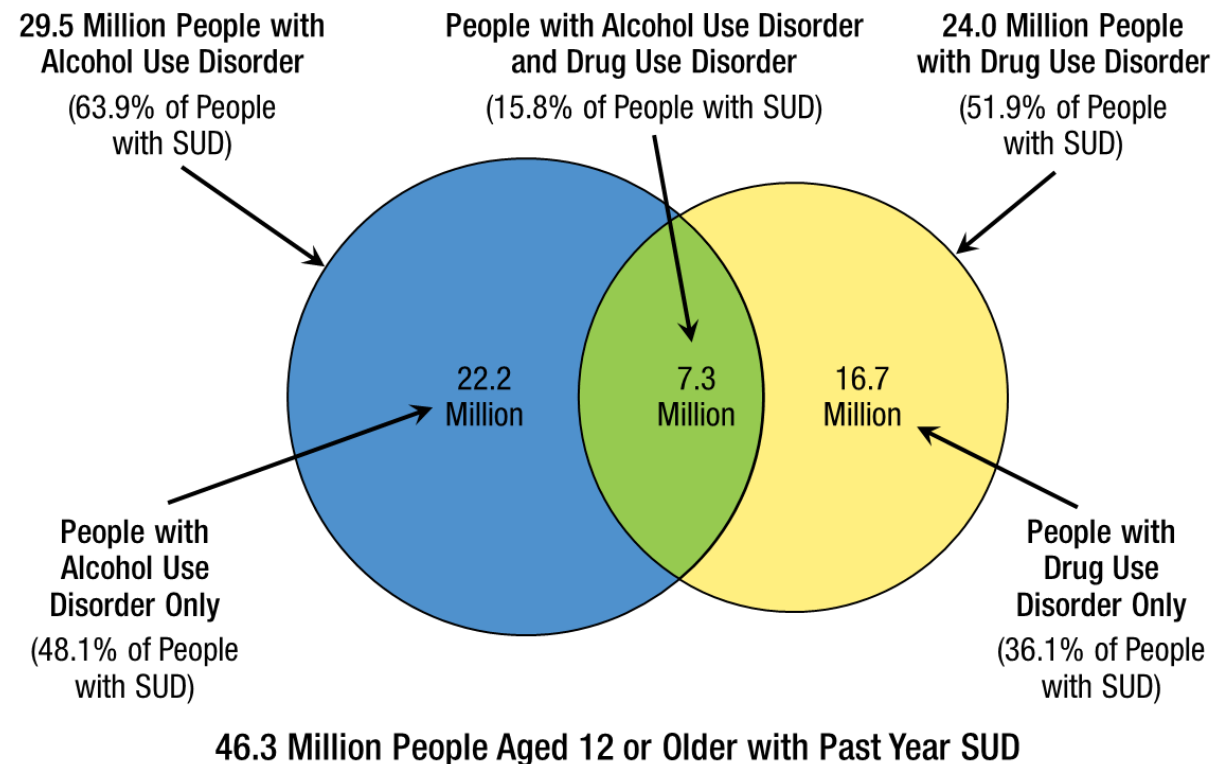 29.5 Million People with
Alcohol Use Disorder
(63.9% of People
with SUD)
People with Alcohol Use Disorder
and Drug Use Disorder
(15.8% of People with SUD)
24.0 Million People
with Drug Use Disorder
(51.9% of People
with SUD)
22.2
Million
7.3
Million
16.7
Million
People with
Alcohol Use
Disorder Only
(48.1% of People
with SUD)
People with
Drug Use
Disorder Only
(36.1% of People
with SUD)
46.3 Million People Aged 12 or Older with Past Year SUD